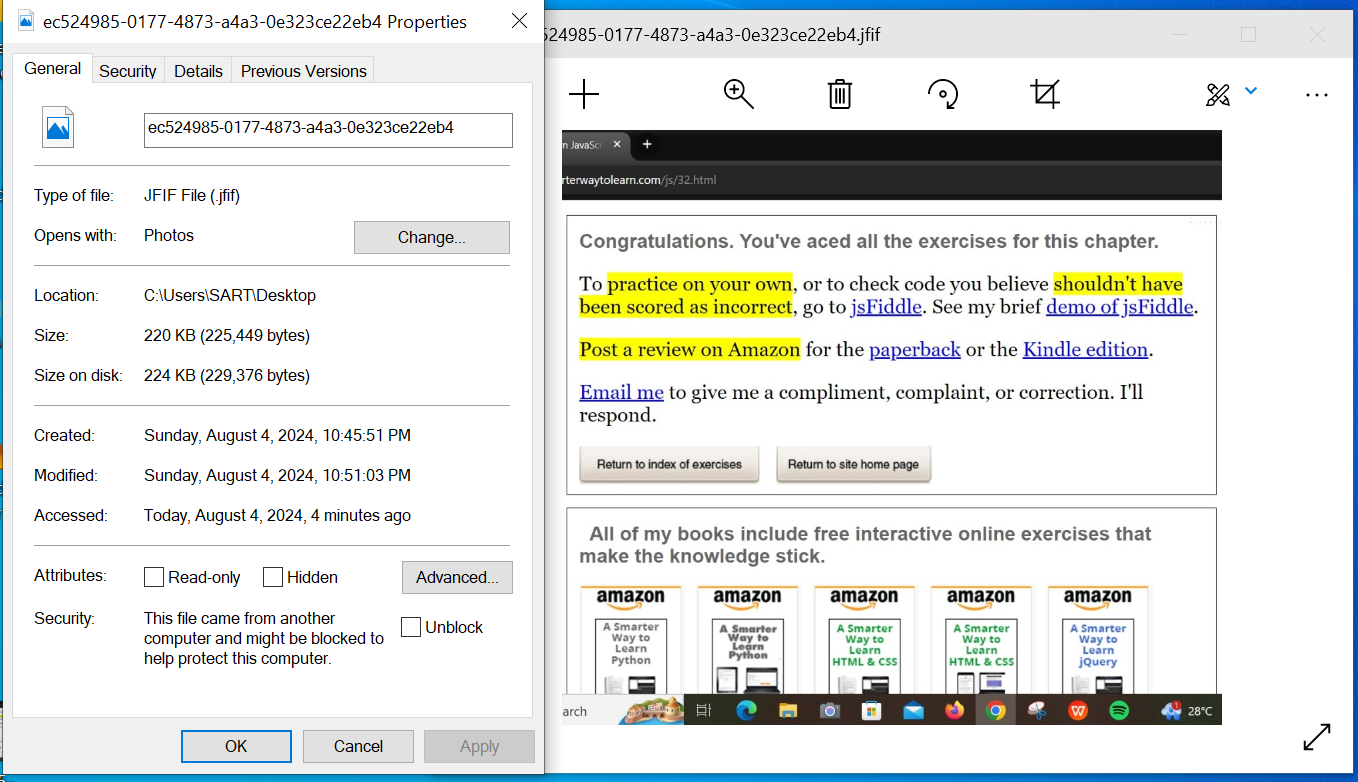 ec524985-0177-4873-a4a3-0e323ce22eb4 Properties
General
Security
Details
Previous Versions
ec524985-0177-4873-a4a3-0e323ce22eb4
Type of file: JFIF File (.jfif)
Opens with: Photos
Change...
Location: C:\Users\SART\Desktop
Size: 220 KB (225,449 bytes)
Size on disk: 224 KB (229,376 bytes)
Created: Sunday, August 4, 2024, 10:45:51 PM
Modified: Sunday, August 4, 2024, 10:51:03 PM
Accessed: Today, August 4, 2024, 4 minutes ago
Attributes: Read-only Hidden Advanced...
Security: This file came from another
computer and might be blocked to
help protect this computer.
Unblock
OK Cancel Apply
524985-0177-4873-a4a3-0e323ce22eb4.jfif
n JavaScr
rterwaytolearn.com/js/32.html
Congratulations. You've aced all the exercises for this chapter.
To practice on your own, or to check code you believe shouldn't have
been scored as incorrect, go to jsFiddle. See my brief demo of jsFiddle.
Post a review on Amazon for the paperback or the Kindle edition.
Email me to give me a compliment, complaint, or correction. I'll
respond.
Return to index of exercises
Return to site home page
All of my books include free interactive online exercises that
make the knowledge stick.
amazon amazon amazon amazon amazon
A Smarter
Way to
Learn
Python
A Smarter
Way to
Learn
Python
A Smarter
Way to
Learn
HTML & CSS
A Smarter
Way to
Learn
HTML & CSS
A Smarter
Way to
Learn
jQuery
arch
1
28°C